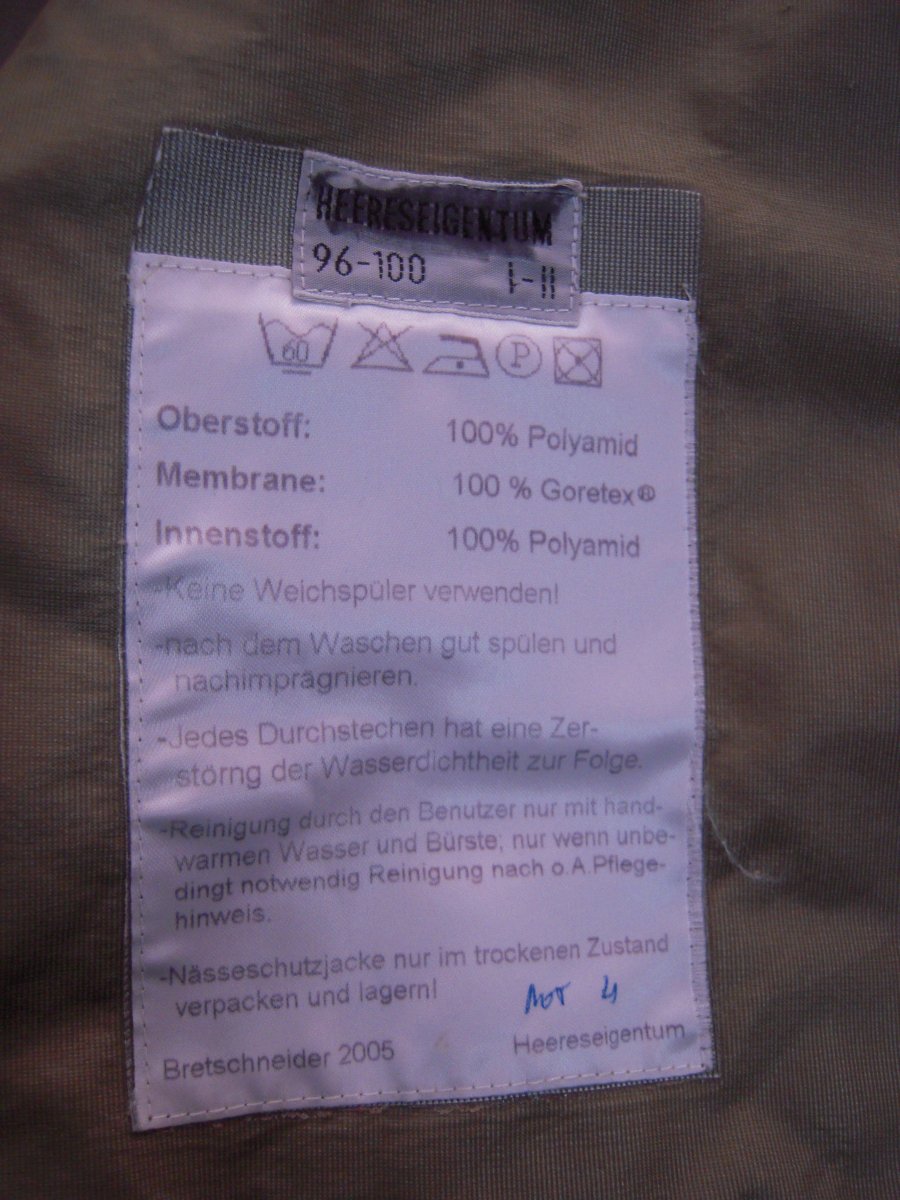 HEERESEIGENTUM
96-100 I-II
60 P
Oberstoff: 100% Polyamid
Membrane: 100 % Goretex®
Innenstoff: 100% Polyamid
-Keine Weichspüler verwenden!
-nach dem Waschen gut spülen und
nachimprägnieren.
-Jedes Durchstechen hat eine Zer-
störng der Wasserdichtheit zur Folge.
-Reinigung durch den Benutzer nur mit hand-
warmen Wasser und Bürste; nur wenn unbe-
dingt notwendig Reinigung nach o.A.Pflege-
hinweis.
-Nässeschutzjacke nur im trockenen Zustand
verpacken und lagern!
4
Bretschneider 2005 Heereseigentum